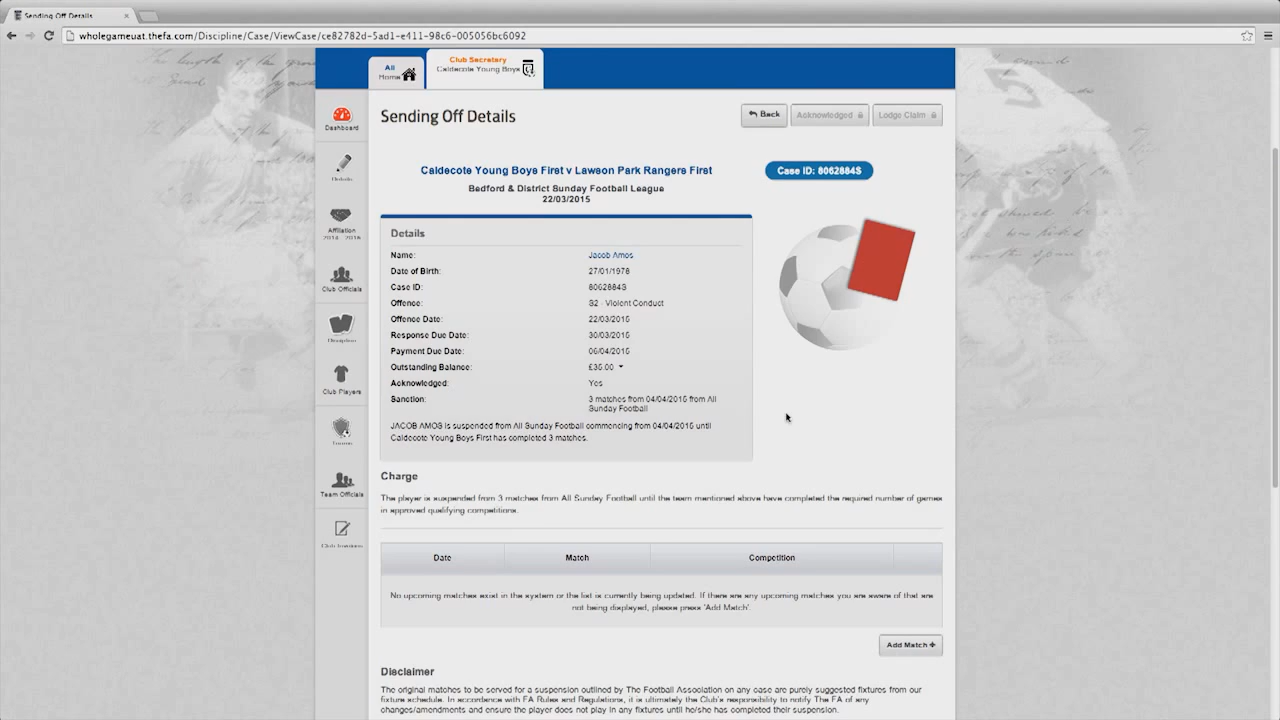 Sending Off Details
wholegameuat.thefa.com/Discipline/Case/ViewCase/ce82782d-5ad1-e411-98c6-005056bc6092
All
Home
Club Secretary
Caldecote Young Boys
Dashboard
Details
Affiliation
2014 - 2015
Club Officials
Discipline
Club Players
Teams
Team Officials
Club Invoices
Sending Off Details
Back
Acknowledged
Lodge Claim
Caldecote Young Boys First v Lawson Park Rangers First
Case ID: 8062884S
Bedford & District Sunday Football League
22/03/2015
Details
Name: Jacob Amos
Date of Birth: 27/01/1978
Case ID: 8062884S
Offence: S2 - Violent Conduct
Offence Date: 22/03/2015
Response Due Date: 30/03/2015
Payment Due Date: 06/04/2015
Outstanding Balance: £35.00
Acknowledged: Yes
Sanction: 3 matches from 04/04/2015 from All
Sunday Football
JACOB AMOS is suspended from All Sunday Football commencing from 04/04/2015 until
Caldecote Young Boys First has completed 3 matches.
Charge
The player is suspended from 3 matches from All Sunday Football until the team mentioned above have completed the required number of games
in approved qualifying competitions.
Date Match Competition
No upcoming matches exist in the system or the list is currently being updated. If there are any upcoming matches you are aware of that are
not being displayed, please press 'Add Match'.
Add Match +
Disclaimer
The original matches to be served for a suspension outlined by The Football Association on any case are purely suggested fixtures from our
fixture schedule. In accordance with FA Rules and Regulations, it is ultimately the Club's responsibility to notify The FA of any
changes/amendments and ensure the player does not play in any fixtures until he/she has completed their suspension.